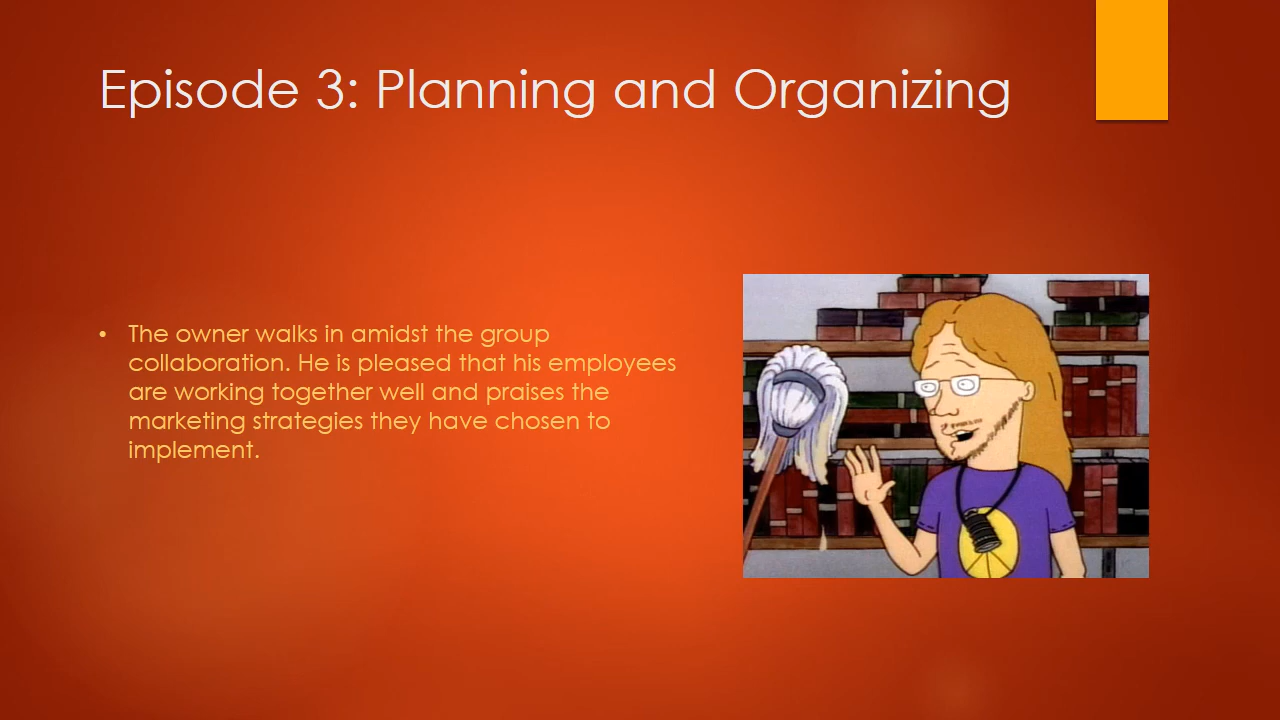 Episode 3: Planning and Organizing
• The owner walks in amidst the group
collaboration. He is pleased that his employees
are working together well and praises the
marketing strategies they have chosen to
implement.